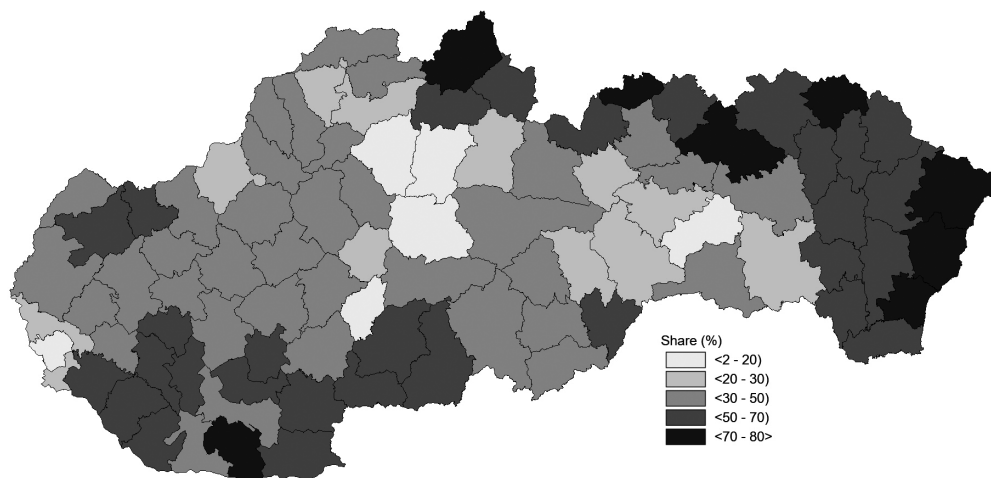 Share (%)
<2 - 20)
<20 - 30)
<30 - 50)
<50 - 70)
<70 - 80>